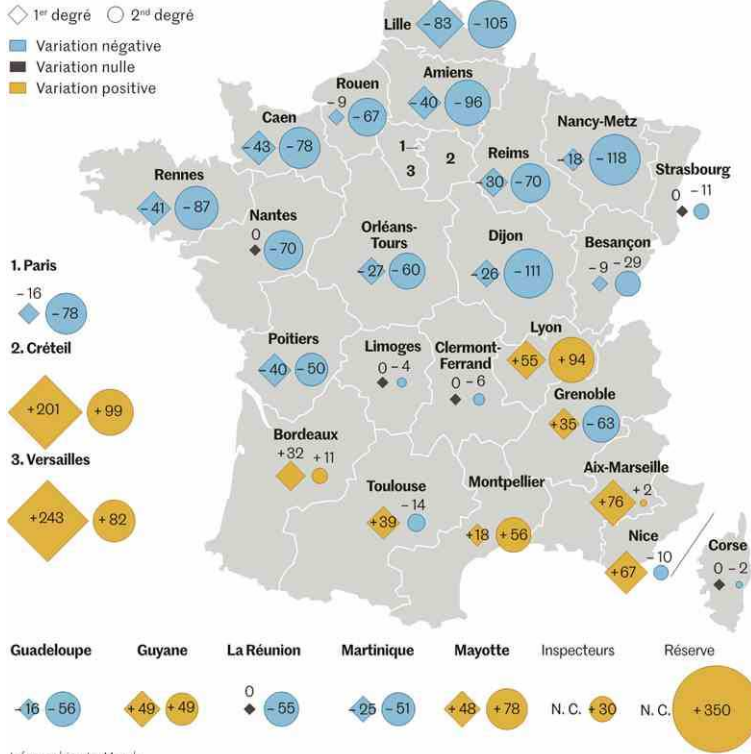 1er degré 2nd degré
Variation négative
Variation nulle
Variation positive
Lille -83 -105
Amiens
-40 -96
Rouen
-9
-67
Caen
-43 -78
Nancy-Metz
-18 -118
Reims
-30 -70
Strasbourg
0 -11
Rennes
-41 -87
1
2
3
Nantes
0
-70
Orléans-
Tours
-27 -60
Dijon
-26 -111
Besançon
-9 -29
1. Paris
-16
-78
2. Créteil
+201 +99
3. Versailles
+243 +82
Poitiers
-40 -50
Limoges
0 -4
Clermont-
Ferrand
0 -6
Lyon
+55 +94
Grenoble
+35 -63
Bordeaux
+32 +11
Toulouse
-14
+39
Montpellier
+18 +56
Aix-Marseille
+2
+76
Nice
-10
+67
Corse
0 -2
Guadeloupe Guyane La Réunion Martinique Mayotte Inspecteurs Réserve
-16 -56 +49 +49 0 -55 -25 -51 +48 +78 N. C. +30 N. C. +350